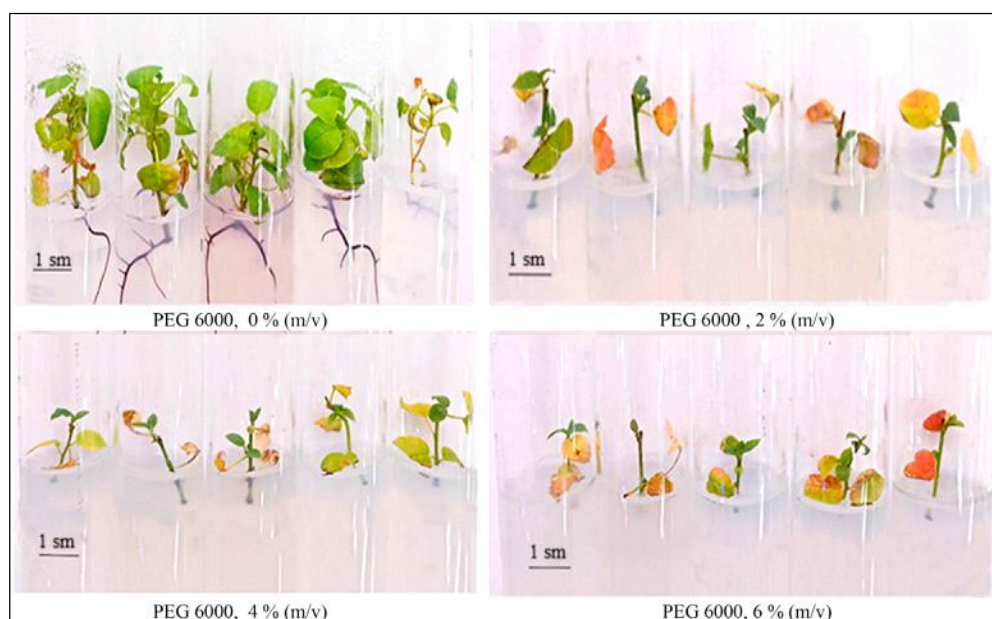 1 sm
1 sm
PEG 6000, 0 % (m/v)
PEG 6000 , 2 % (m/v)
1 sm
1 sm
PEG 6000, 4 % (m/v)
PEG 6000, 6 % (m/v)